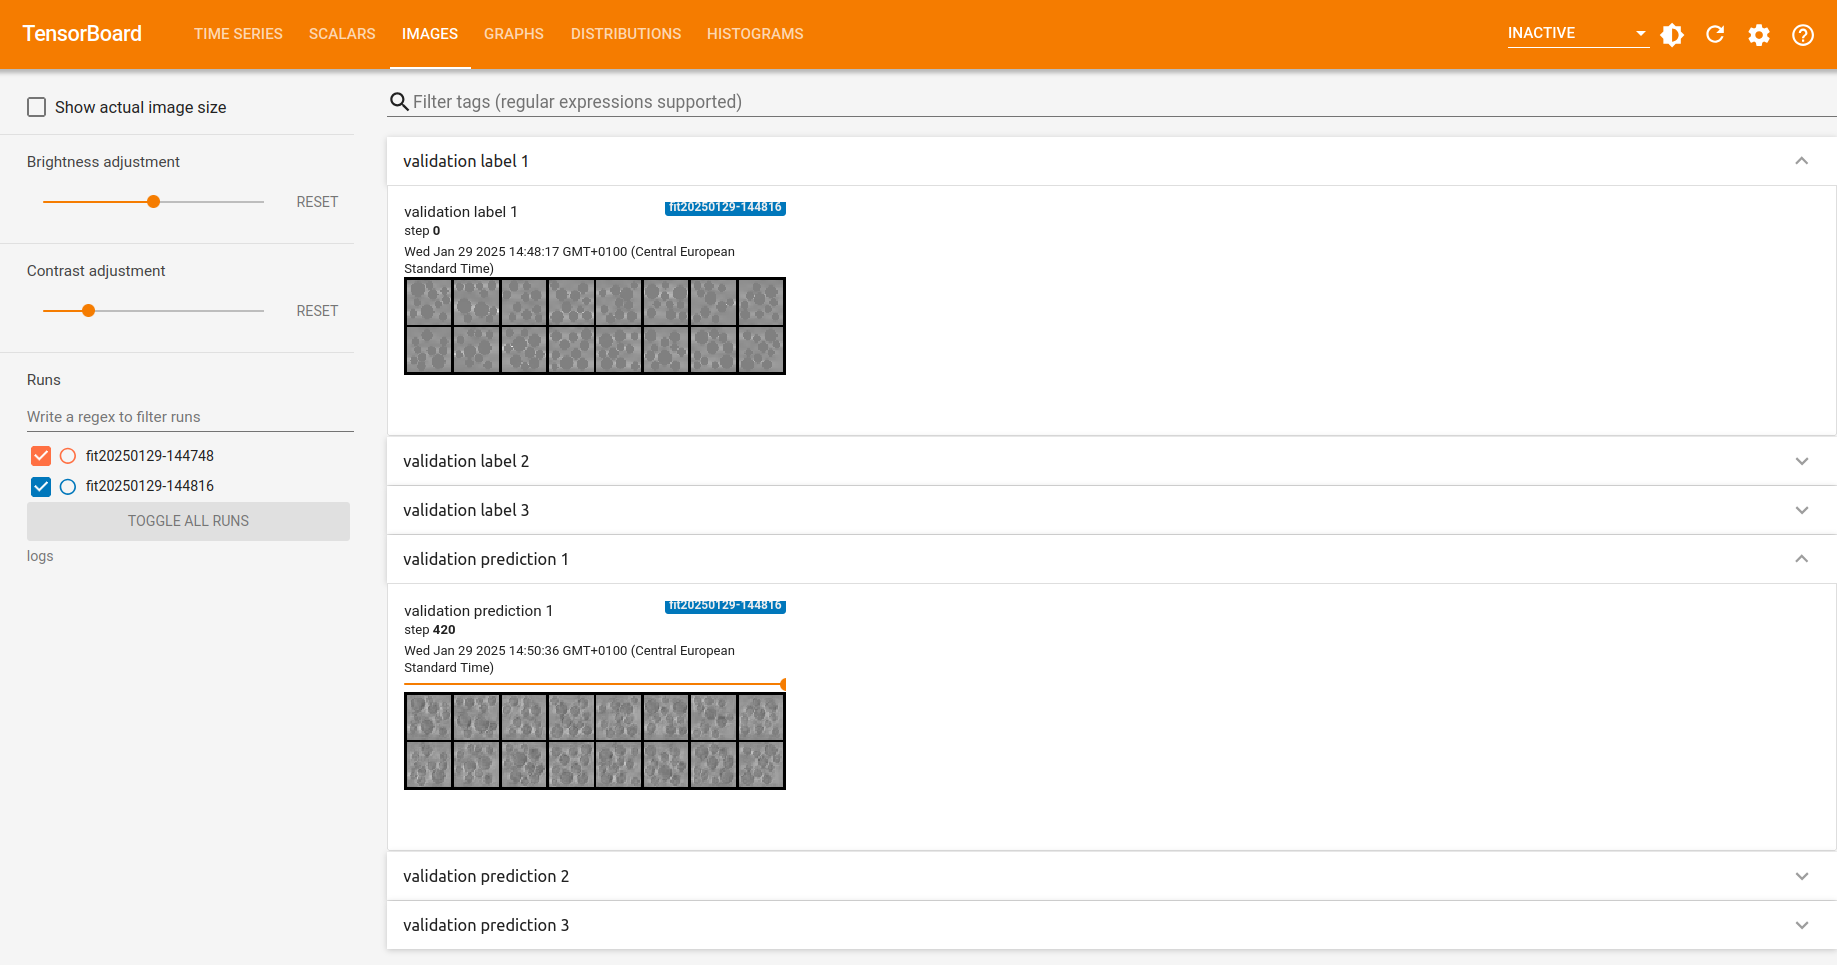 TensorBoard
TIME SERIES
SCALARS
IMAGES
GRAPHS
DISTRIBUTIONS
HISTOGRAMS
INACTIVE
Show actual image size
Brightness adjustment
RESET
Contrast adjustment
RESET
Runs
Write a regex to filter runs
fit20250129-144748
fit20250129-144816
TOGGLE ALL RUNS
logs
Filter tags (regular expressions supported)
validation label 1
validation label 1
fit20250129-144816
step 0
Wed Jan 29 2025 14:48:17 GMT+0100 (Central European
Standard Time)
validation label 2
validation label 3
validation prediction 1
validation prediction 1
fit20250129-144816
step 420
Wed Jan 29 2025 14:50:36 GMT+0100 (Central European
Standard Time)
validation prediction 2
validation prediction 3